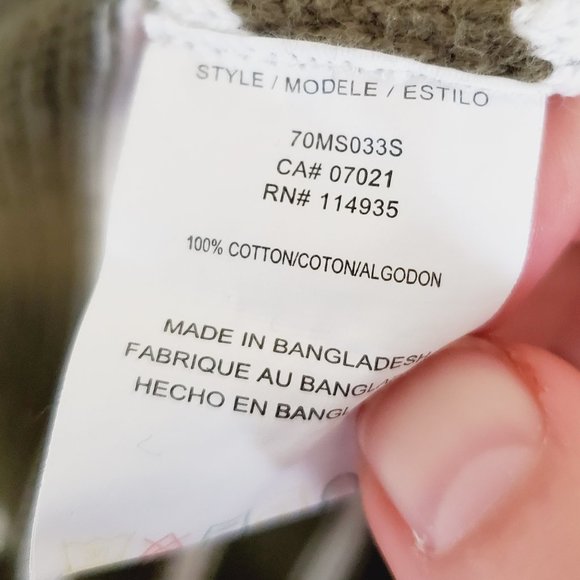 STYLE / MODELE / ESTILO
70MS033S
CA# 07021
RN# 114935
100% COTTON/COTON/ALGODON
MADE IN BANGLADESH
FABRIQUE AU
HECHO EN